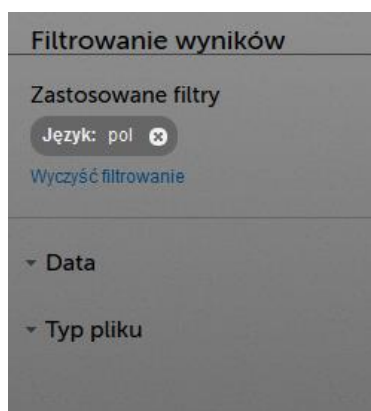 Filtrowanie wyników
Zastosowane filtry
Język: pol
Wyczyść filtrowanie
Data
Typ pliku